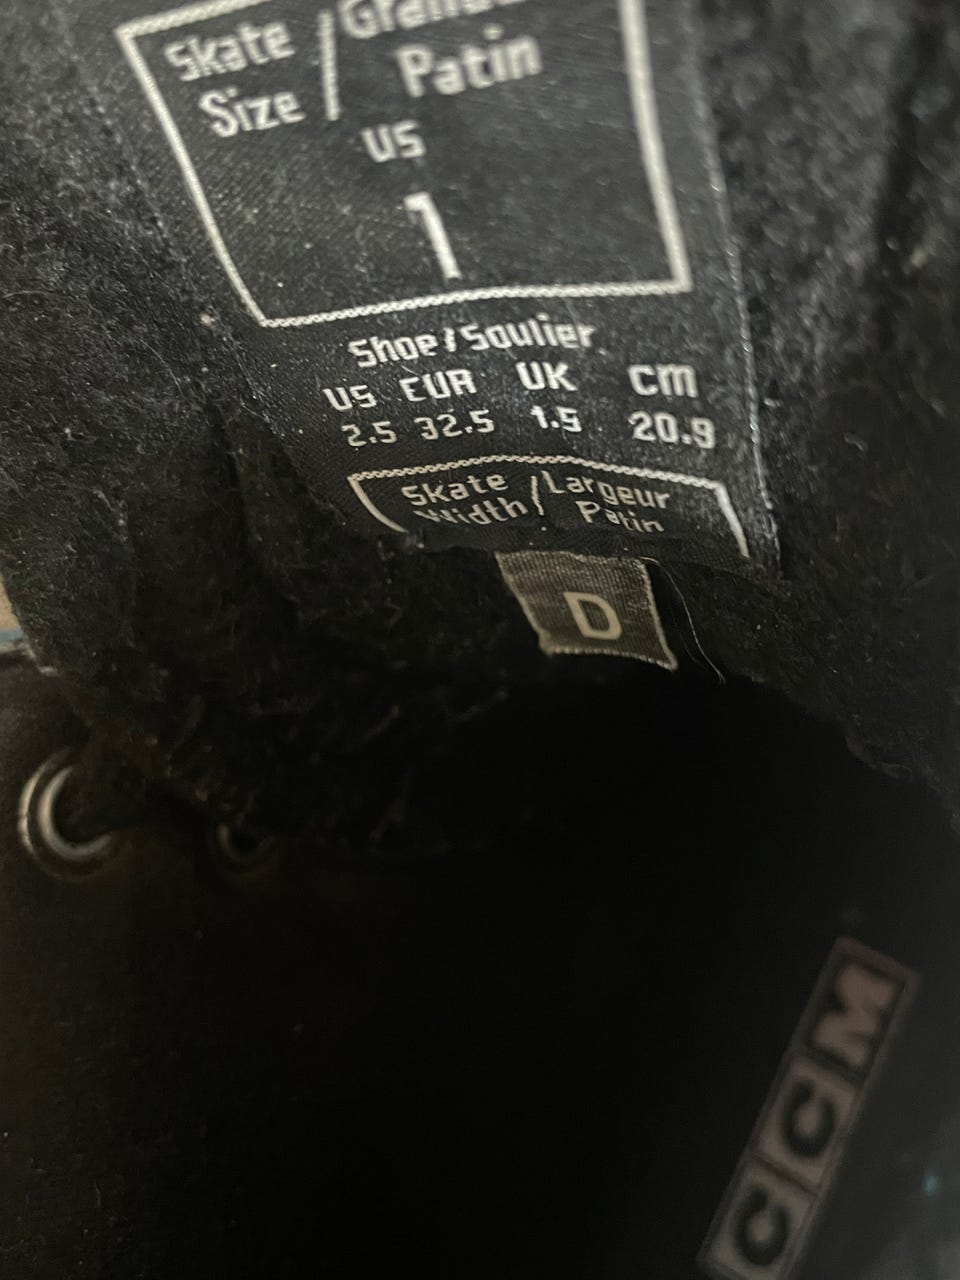 Skate / 
Size / Patin
US
1
Shoe / Soulier
US EUR UK cm
2.5 32.5 1.5 20.9
Skate / Largeur
Width / Patin
D
CCM